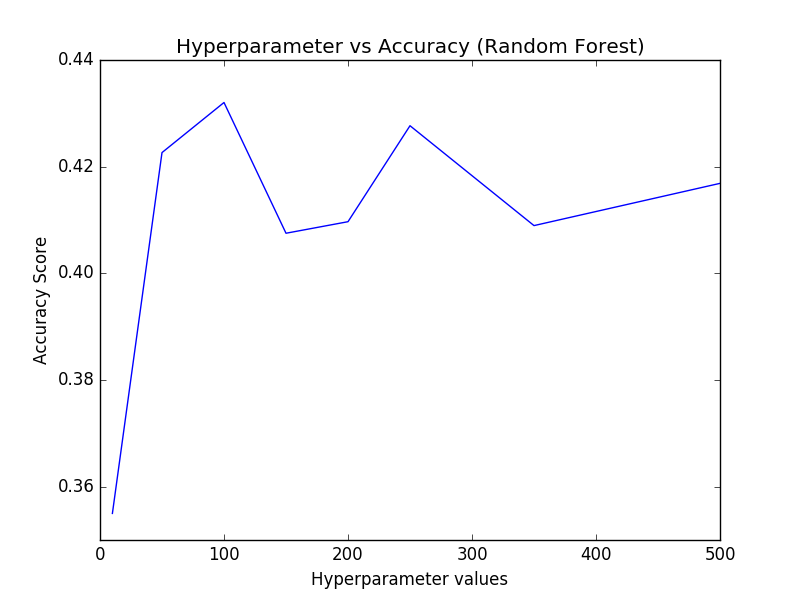 Hyperparameter vs Accuracy (Random Forest)
0.44
0.42
0.40
0.38
0.36
Accuracy Score
0 100 200 300 400 500
Hyperparameter values